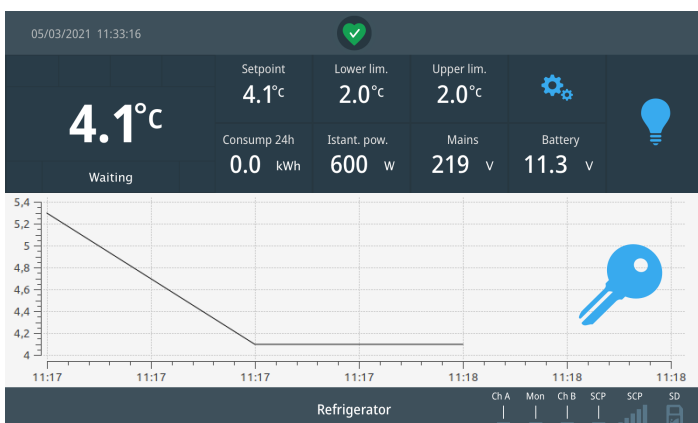 05/03/2021 11:33:16
Setpoint Lower lim. Upper lim.
4.1°c 2.0°c 2.0°c
4.1°c
Consump 24h Istant. pow. Mains Battery
0.0 kWh 600 W 219 V 11.3 V
Waiting
5,4
5,2
5
4,8
4,6
4,4
4,2
4
11:17 11:17 11:17 11:17 11:18 11:18 11:18
Ch A Mon Ch B SCP SCP SD
Refrigerator